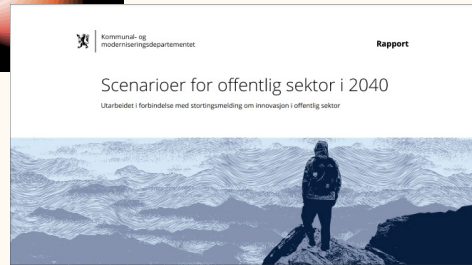 Kommunal- og
moderniseringsdepartementet
Rapport
Scenarioer for offentlig sektor i 2040
Utarbeidet i forbindelse med stortingsmelding om innovasjon i offentlig sektor